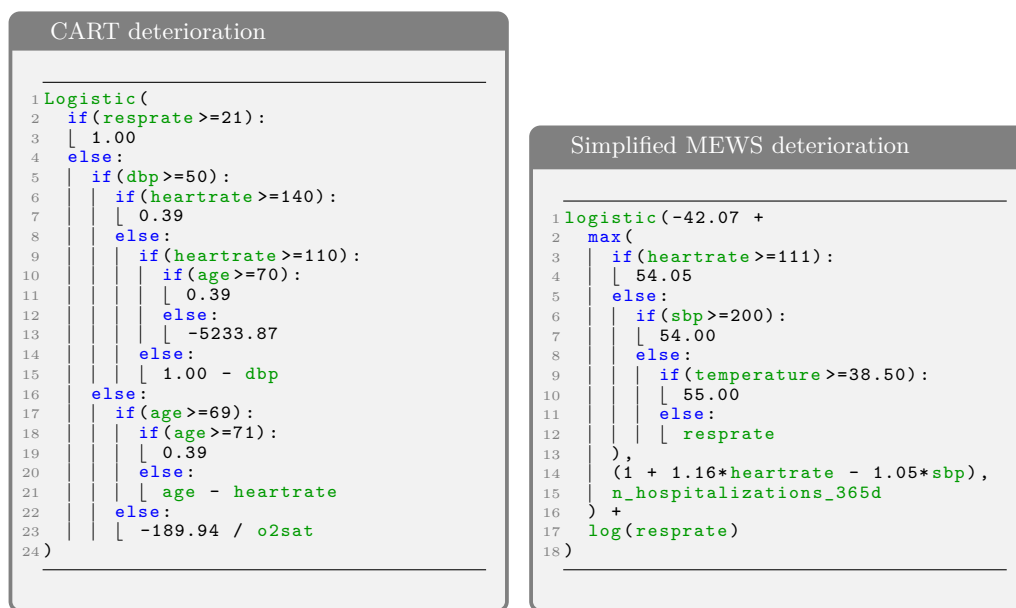 CART deterioration
1 Logistic(
2 if(resprate>=21):
3 1.00
4 else:
5 if(dbp>=50):
6 if(heartrate>=140):
7 0.39
8 else:
9 if(heartrate>=110):
10 if(age>=70):
11 0.39
12 else:
13 -5233.87
14 else:
15 1.00 - dbp
16 else:
17 if(age>=69):
18 if(age>=71):
19 0.39
20 else:
21 age - heartrate
22 else:
23 -189.94 / o2sat
24 )
Simplified MEWS deterioration
1 logistic(-42.07 +
2 max(
3 if(heartrate>=111):
4 54.05
5 else:
6 if(sbp>=200):
7 54.00
8 else:
9 if(temperature>=38.50):
10 55.00
11 else:
12 resprate
13 ),
14 (1 + 1.16*heartrate - 1.05*sbp),
15 n_hospitalizations_365d
16 ) +
17 log(resprate)
18 )